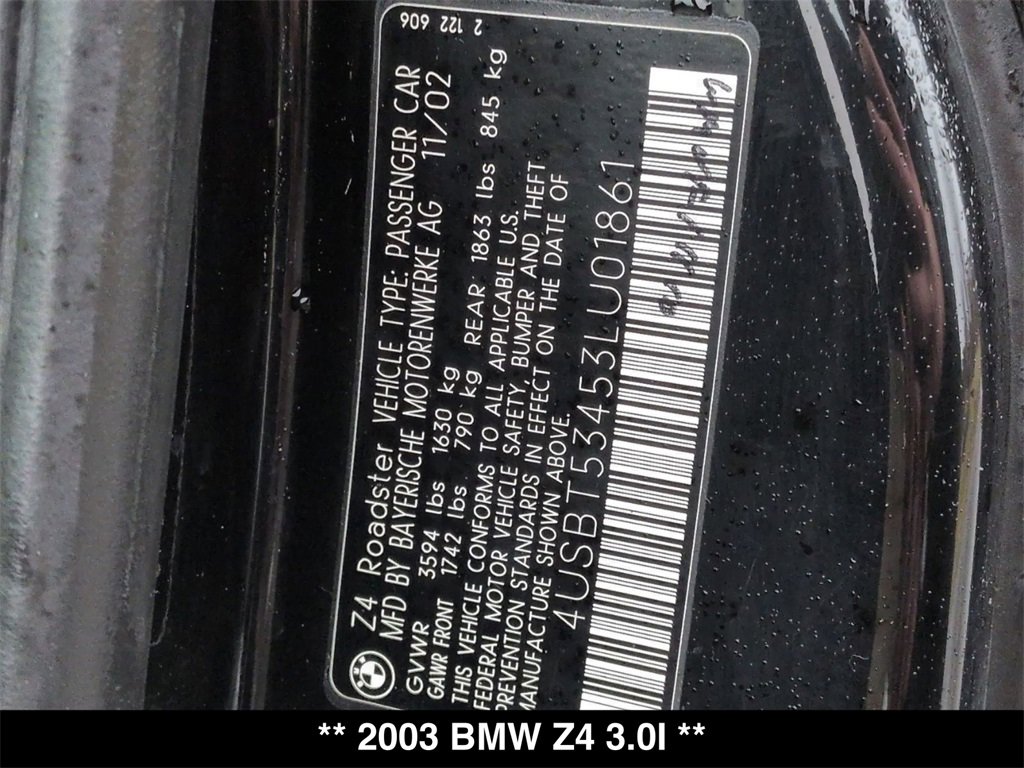 Z4 Roadster VEHICLE TYPE: PASSENGER CAR
MFD BY BAYERISCHE MOTORENWERKE AG 11/02
GVWR 3594 lbs 1630 kg
GAWR FRONT 1742 lbs 790 kg REAR 1863 lbs 845 kg
THIS VEHICLE CONFORMS TO ALL APPLICABLE U.S.
FEDERAL MOTOR VEHICLE SAFETY, BUMPER AND THEFT
PREVENTION STANDARDS IN EFFECT ON THE DATE OF
MANUFACTURE SHOWN ABOVE.
4USBT53453LU01861
2 122 606
** 2003 BMW Z4 3.0I **